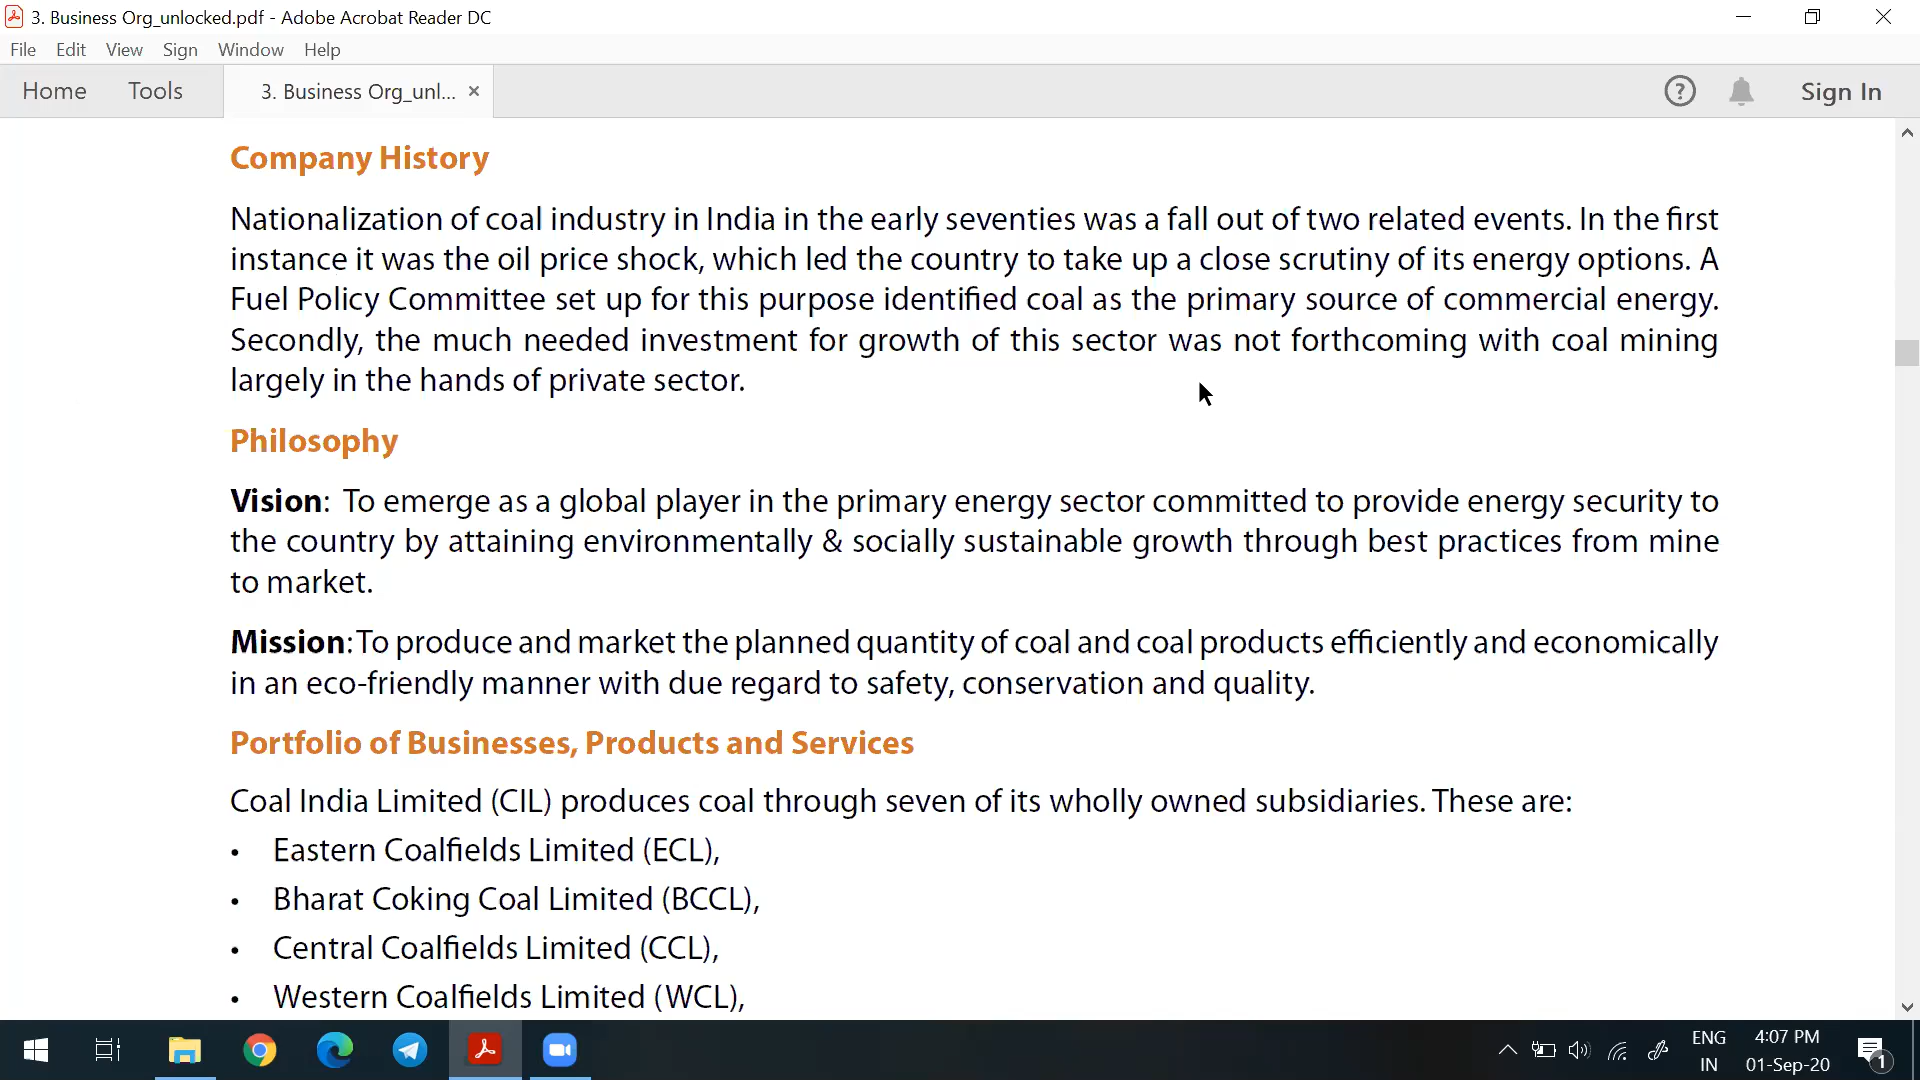 3. Business Org_unlocked.pdf - Adobe Acrobat Reader DC
File Edit View Sign Window Help
Home Tools 3. Business Org_unl... × ? Sign In
Company History
Nationalization of coal industry in India in the early seventies was a fall out of two related events. In the first
instance it was the oil price shock, which led the country to take up a close scrutiny of its energy options. A
Fuel Policy Committee set up for this purpose identified coal as the primary source of commercial energy.
Secondly, the much needed investment for growth of this sector was not forthcoming with coal mining
largely in the hands of private sector.
Philosophy
Vision: To emerge as a global player in the primary energy sector committed to provide energy security to
the country by attaining environmentally & socially sustainable growth through best practices from mine
to market.
Mission: To produce and market the planned quantity of coal and coal products efficiently and economically
in an eco-friendly manner with due regard to safety, conservation and quality.
Portfolio of Businesses, Products and Services
Coal India Limited (CIL) produces coal through seven of its wholly owned subsidiaries. These are:
• Eastern Coalfields Limited (ECL),
• Bharat Coking Coal Limited (BCCL),
• Central Coalfields Limited (CCL),
• Western Coalfields Limited (WCL),
ENG 4:07 PM
IN 01-Sep-20 1